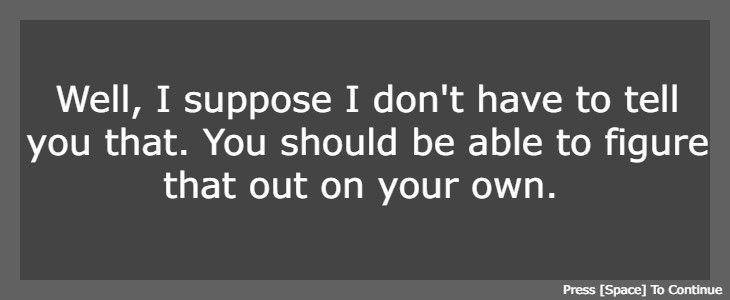 Well, I suppose I don't have to tell
you that. You should be able to figure
that out on your own.
Press [Space] To Continue